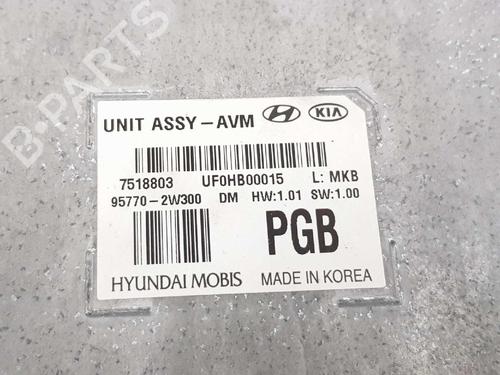 UNIT ASSY-AVM KIA
7518803 UF0HB00015 L: MKB
95770-2W300 DM HW:1.01 SW:1.00
PGB
HYUNDAI MOBIS MADE IN KOREA
B-PARTS